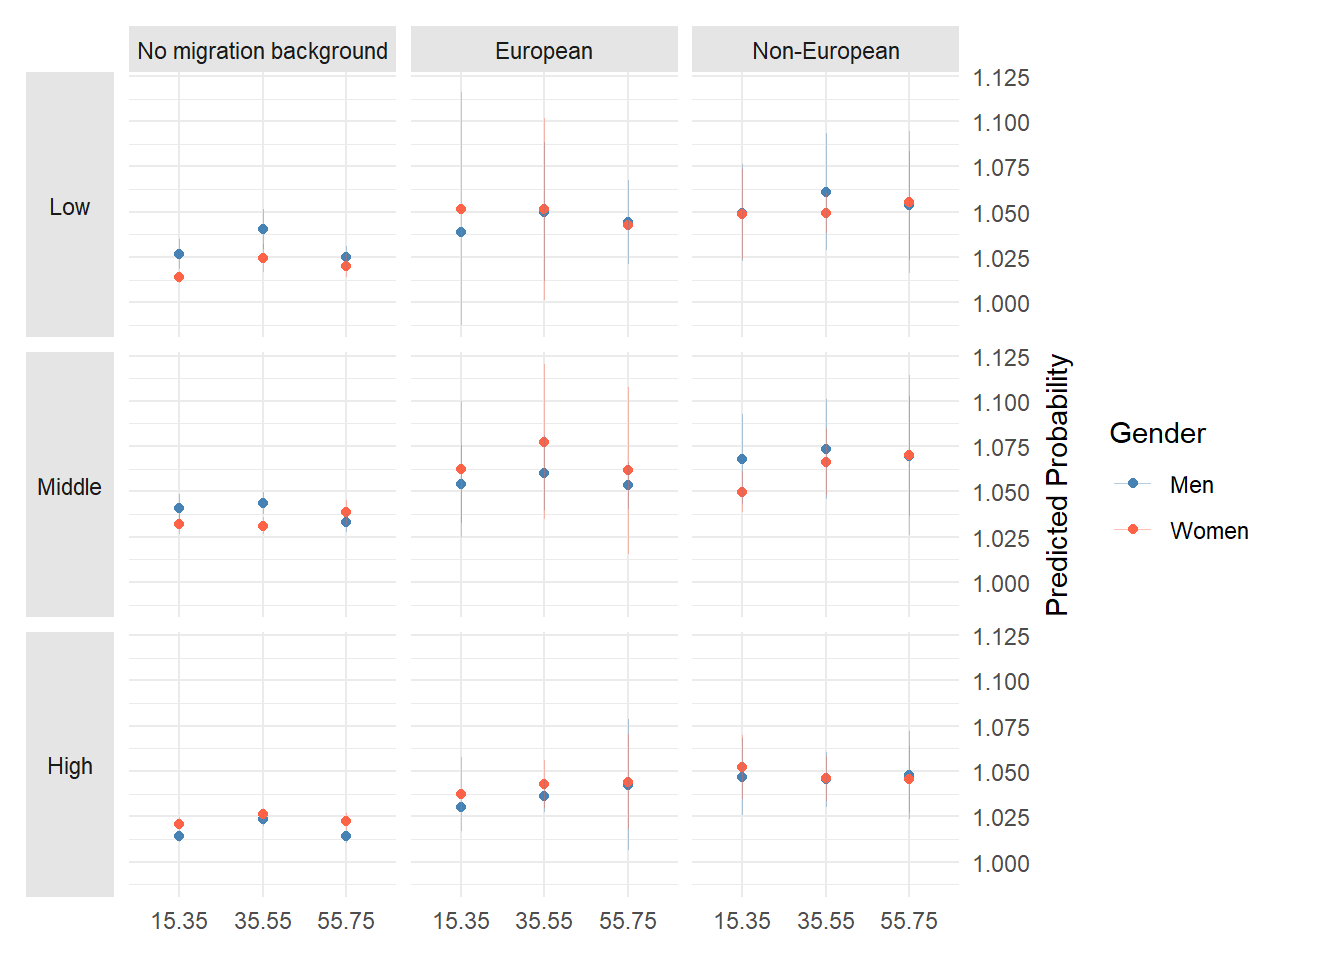 No migration background European Non-European
Low
1.125
1.100
1.075
1.050
1.025
1.000
Middle
1.125
1.100
1.075
1.050
1.025
1.000
High
1.125
1.100
1.075
1.050
1.025
1.000
15.35 35.55 55.75 15.35 35.55 55.75 15.35 35.55 55.75
Predicted Probability
Gender
Men
Women